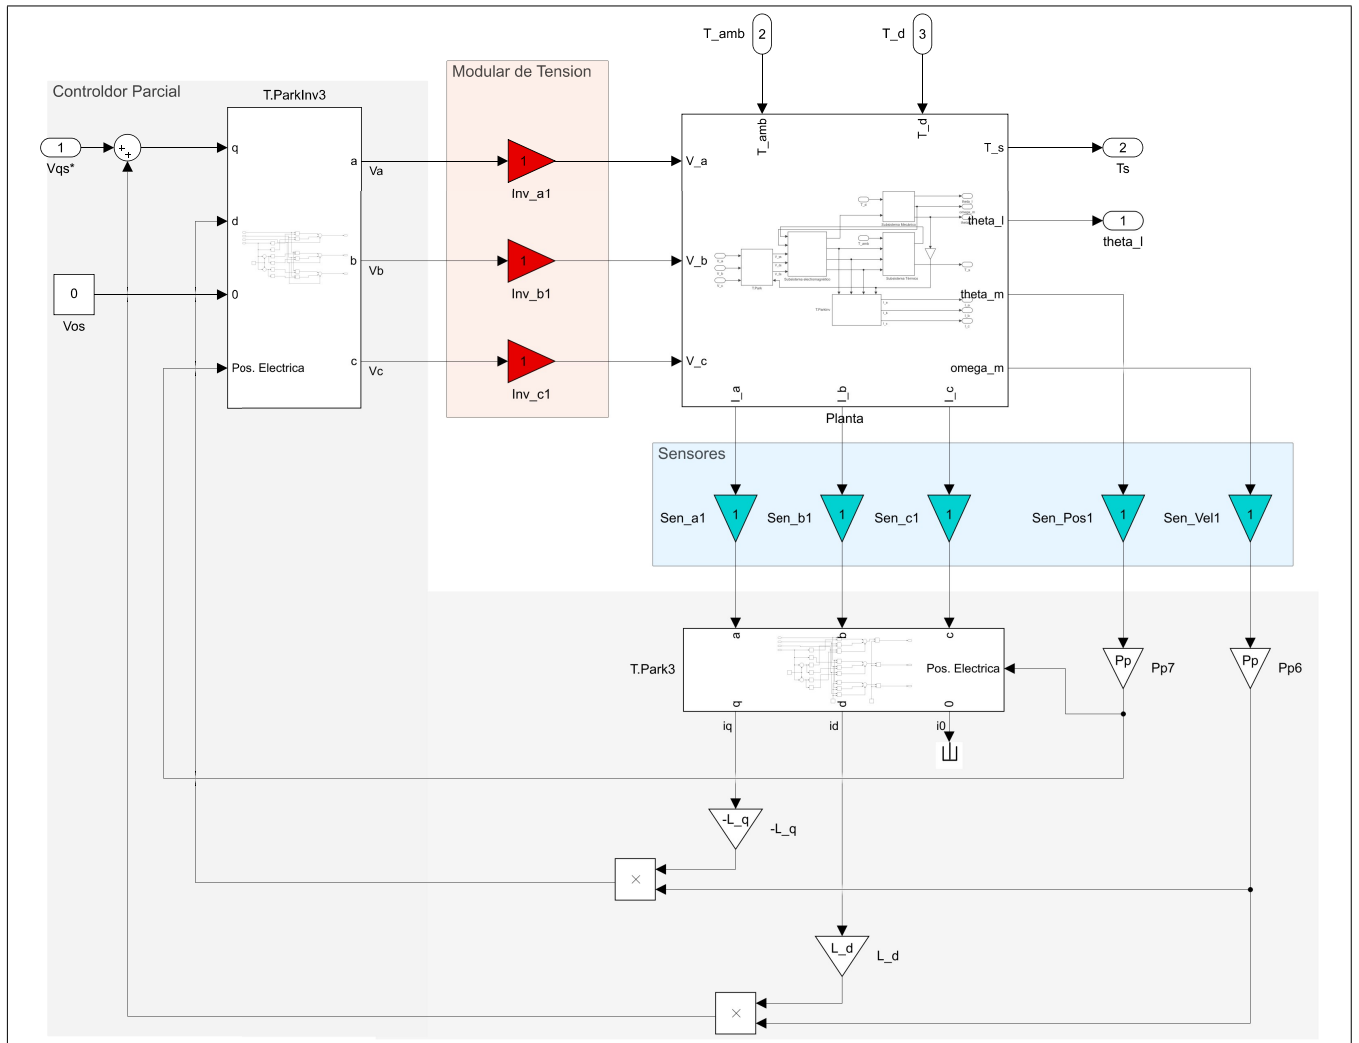 T_amb 2
T_d 3
Controldor Parcial
Modular de Tension
T.ParkInv3
1
Vqs*
q
d
0
Pos. Electrica
a
Va
b
Vb
c
Vc
0
Vos
1
Inv_a1
1
Inv_b1
1
Inv_c1
T_amb
T_d
V_a
V_b
V_c
T_s
theta_l
theta_m
omega_m
I_a
I_b
I_c
Planta
2
Ts
1
theta_l
Sensores
Sen_a1 1
Sen_b1 1
Sen_c1 1
Sen_Pos1 1
Sen_Vel1 1
T.Park3
a
b
c
Pos. Electrica
q
d
0
Pp Pp7
Pp Pp6
iq
id
i0
-L_q -L_q
×
L_d L_d
×